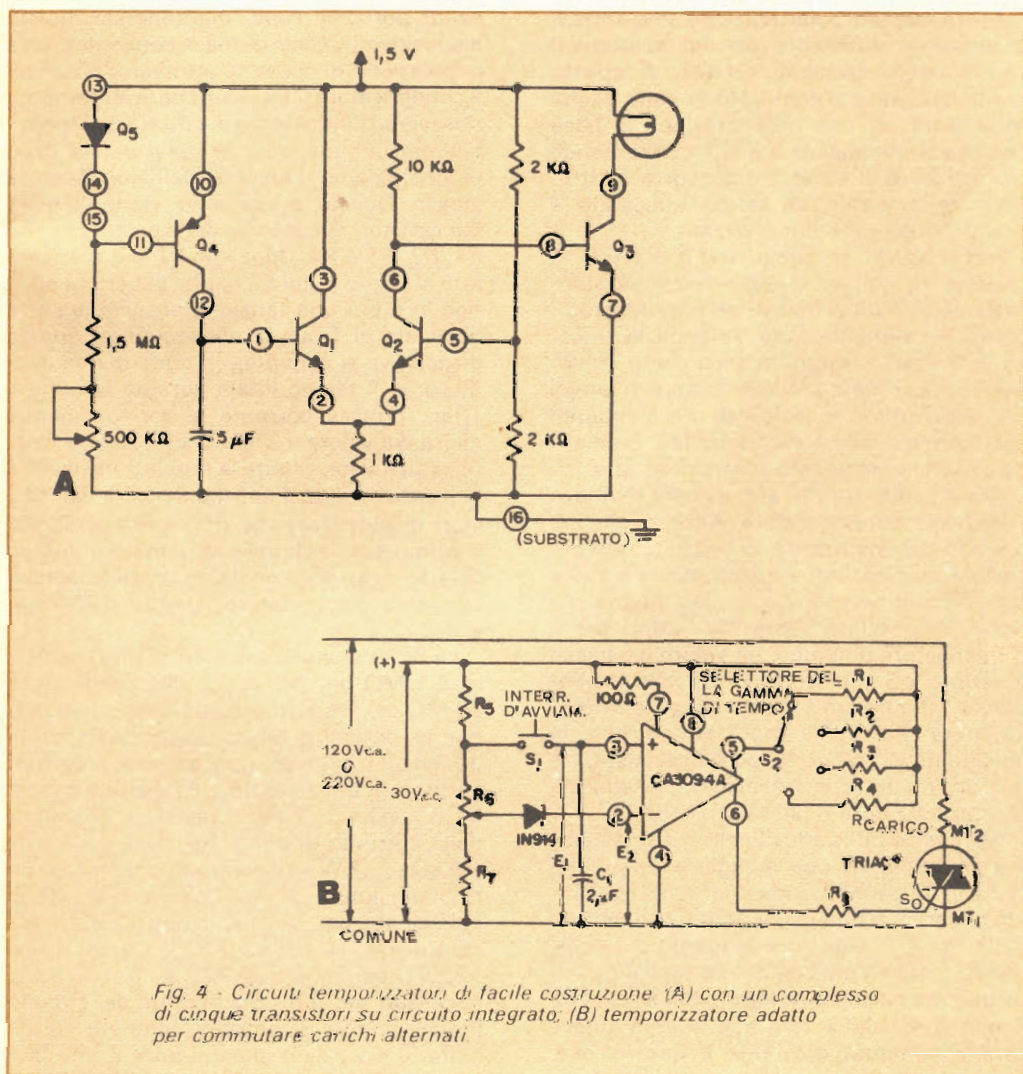 1,5 V
13
Q5
14
15
10
11
Q4
12
10 KΩ
2 KΩ
9
8
Q3
7
3
6
1
Q1
Q2
5
2
4
1,5 MΩ
500 KΩ
5 µF
1 KΩ
2 KΩ
A
16
(SUBSTRATO)
(+)
120Vc.a.
O
220Vc.a.
30Vc.c.
R5
INTERR.
D'AVVIAM.
S1
100Ω
7
8
SELETTORE DEL_
LA GAMMA
DI TEMPO
R1
R2
R3
R4
3
+
CA3094A
5
S2
R6
1N914
2
−
6
RCARICO
MT2
E1
E2
4
C1
2µF
R7
TRIAC*
SO
MT1
B
COMUNE
Fig. 4 - Circuiti temporizzatori di facile costruzione: (A) con un complesso
di cinque transistori su circuito integrato; (B) temporizzatore adatto
per commutare carichi alternati.